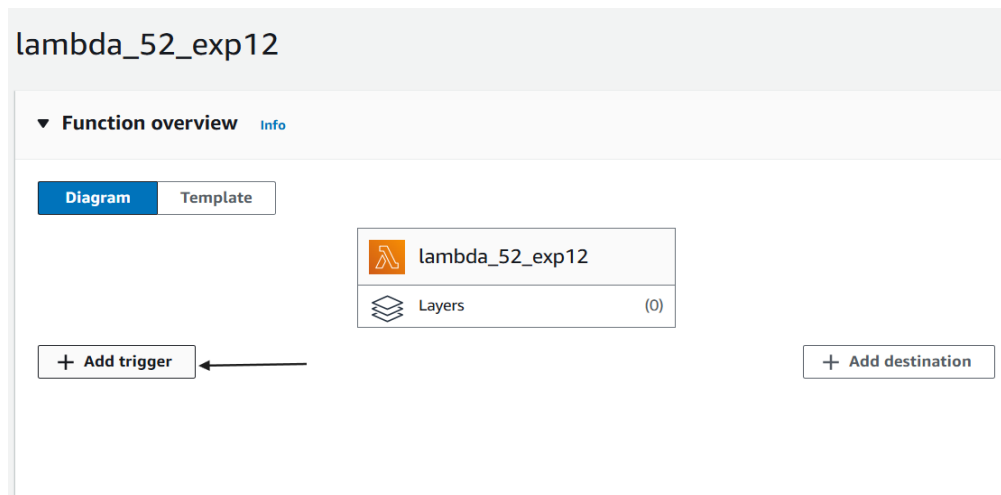 lambda_52_exp12
Function overview Info
Diagram Template
lambda_52_exp12
Layers (0)
+ Add trigger + Add destination